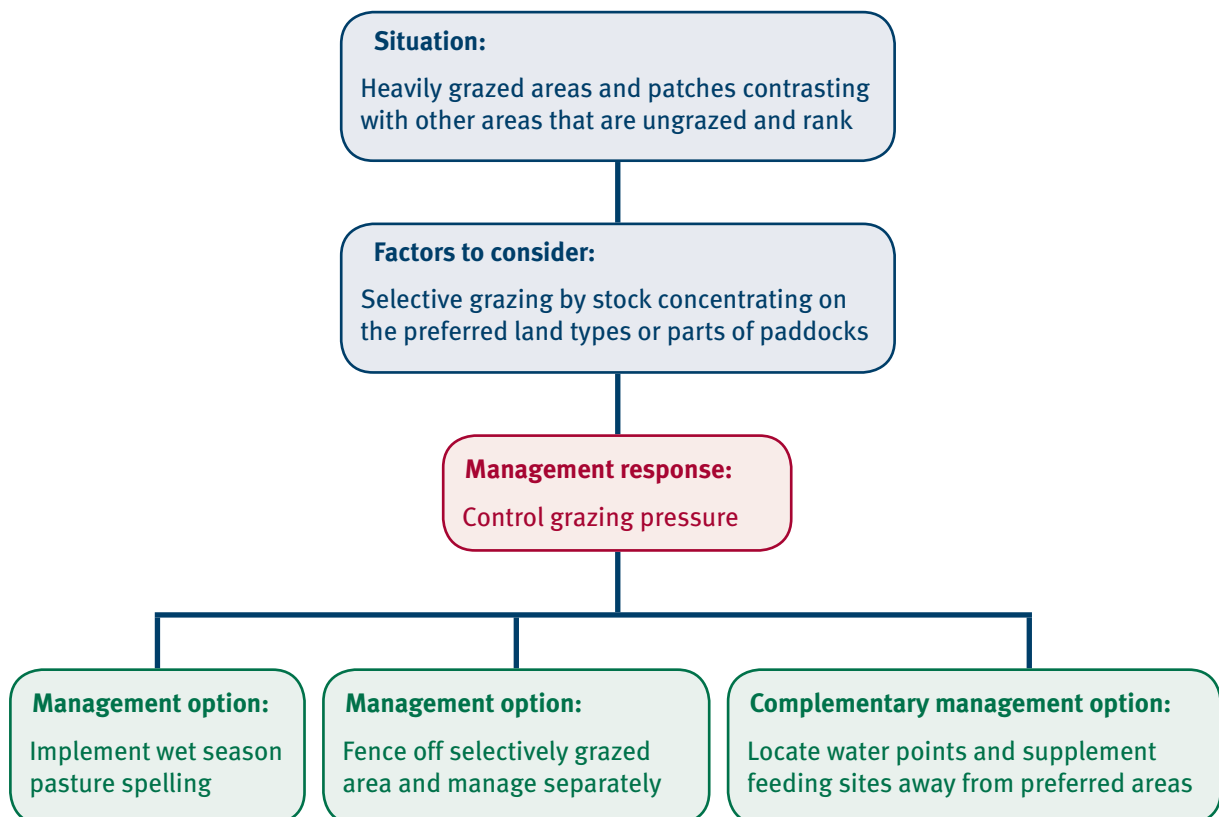 Situation:
Heavily grazed areas and patches contrasting
with other areas that are ungrazed and rank
Factors to consider:
Selective grazing by stock concentrating on
the preferred land types or parts of paddocks
Management response:
Control grazing pressure
Management option:
Implement wet season
pasture spelling
Management option:
Fence off selectively grazed
area and manage separately
Complementary management option:
Locate water points and supplement
feeding sites away from preferred areas